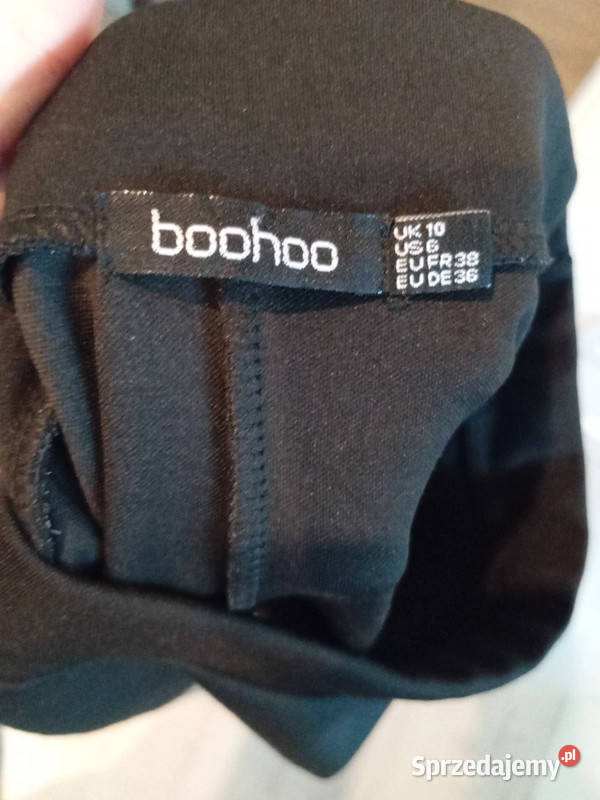 boohoo
UK 10
US 6
EU FR 38
EU DE 36
Sprzedajemy.pl